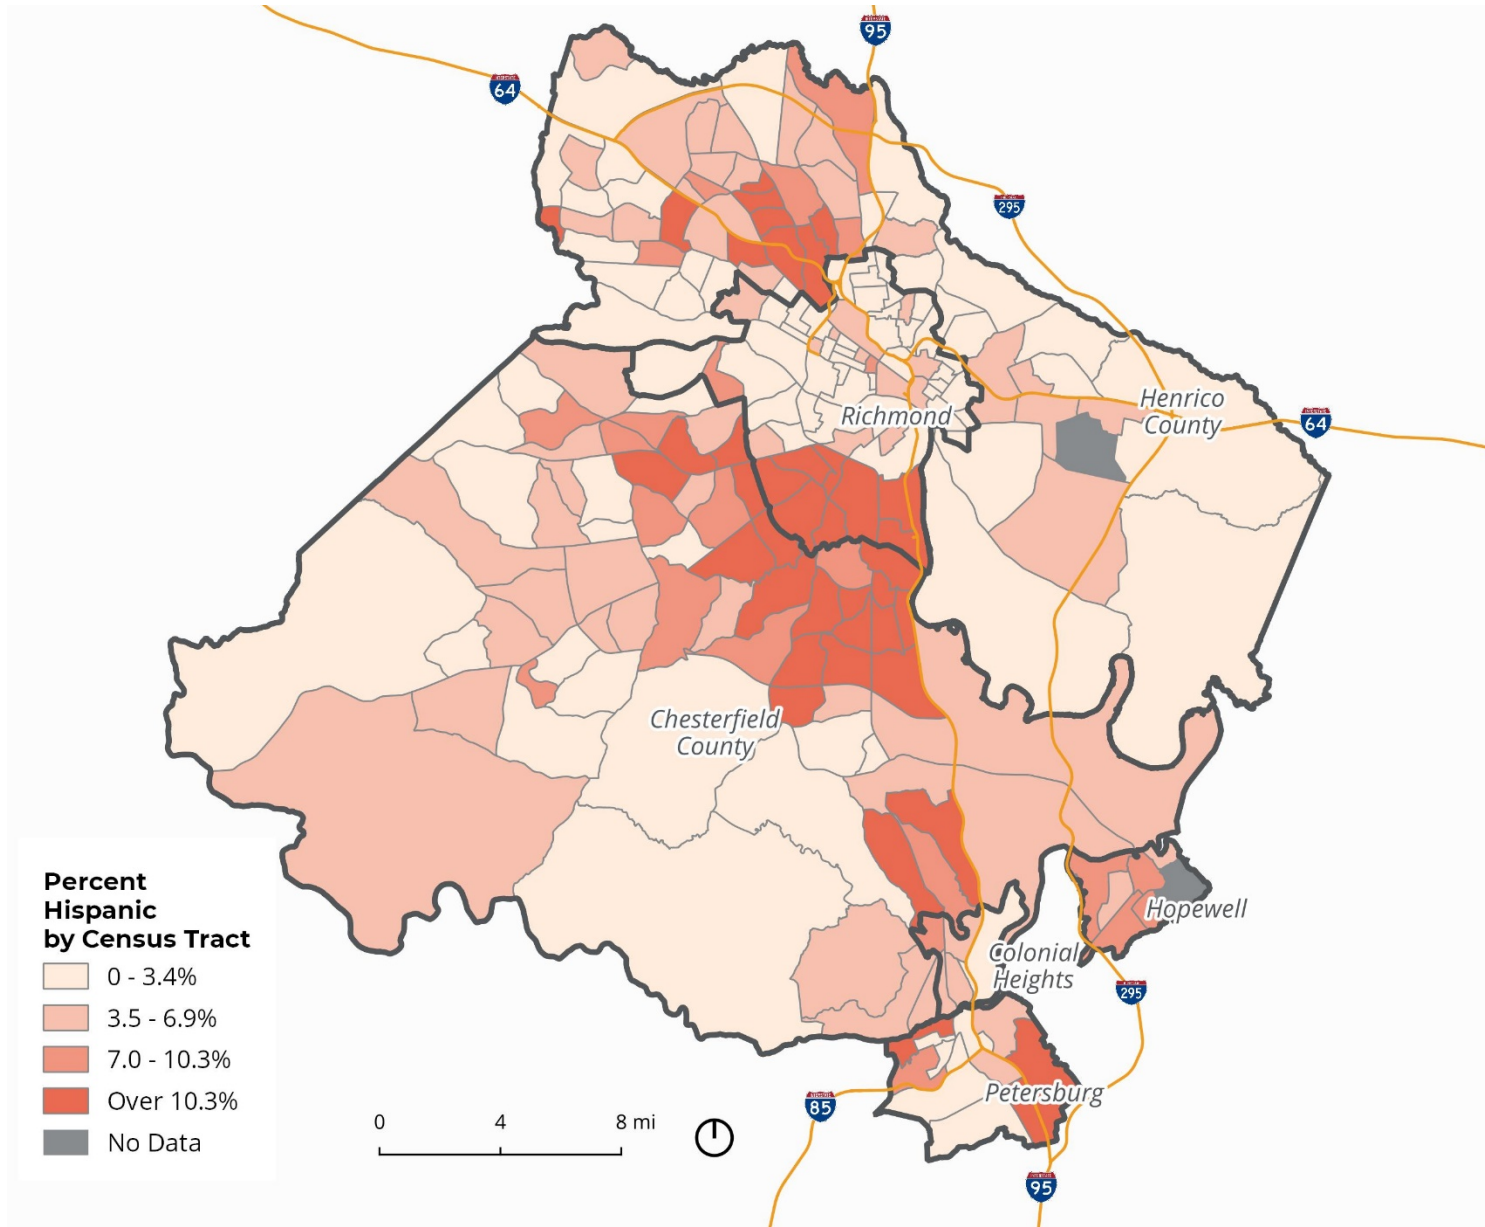 95
64
295
Henrico
County
64
Richmond
Chesterfield
County
Hopewell
Colonial
Heights
295
Petersburg
85
95
Percent
Hispanic
by Census Tract
0 - 3.4%
3.5 - 6.9%
7.0 - 10.3%
Over 10.3%
No Data
0 4 8 mi